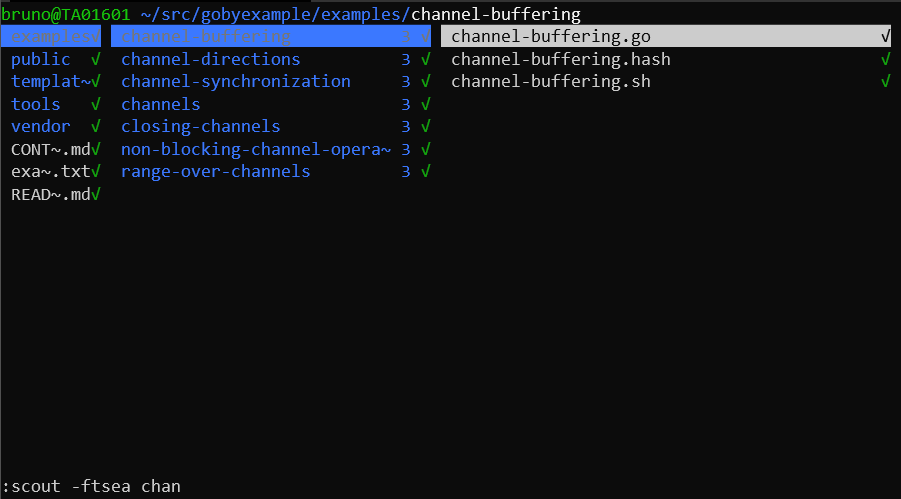 bruno@TA01601 ~/src/gobyexample/examples/channel-buffering
examples √ channel-buffering 3 √ channel-buffering.go √
public √ channel-directions 3 √ channel-buffering.hash √
templat~√ channel-synchronization 3 √ channel-buffering.sh √
tools √ channels 3 √
vendor √ closing-channels 3 √
CONT~.md√ non-blocking-channel-opera~ 3 √
exa~.txt√ range-over-channels 3 √
READ~.md√
:scout -ftsea chan